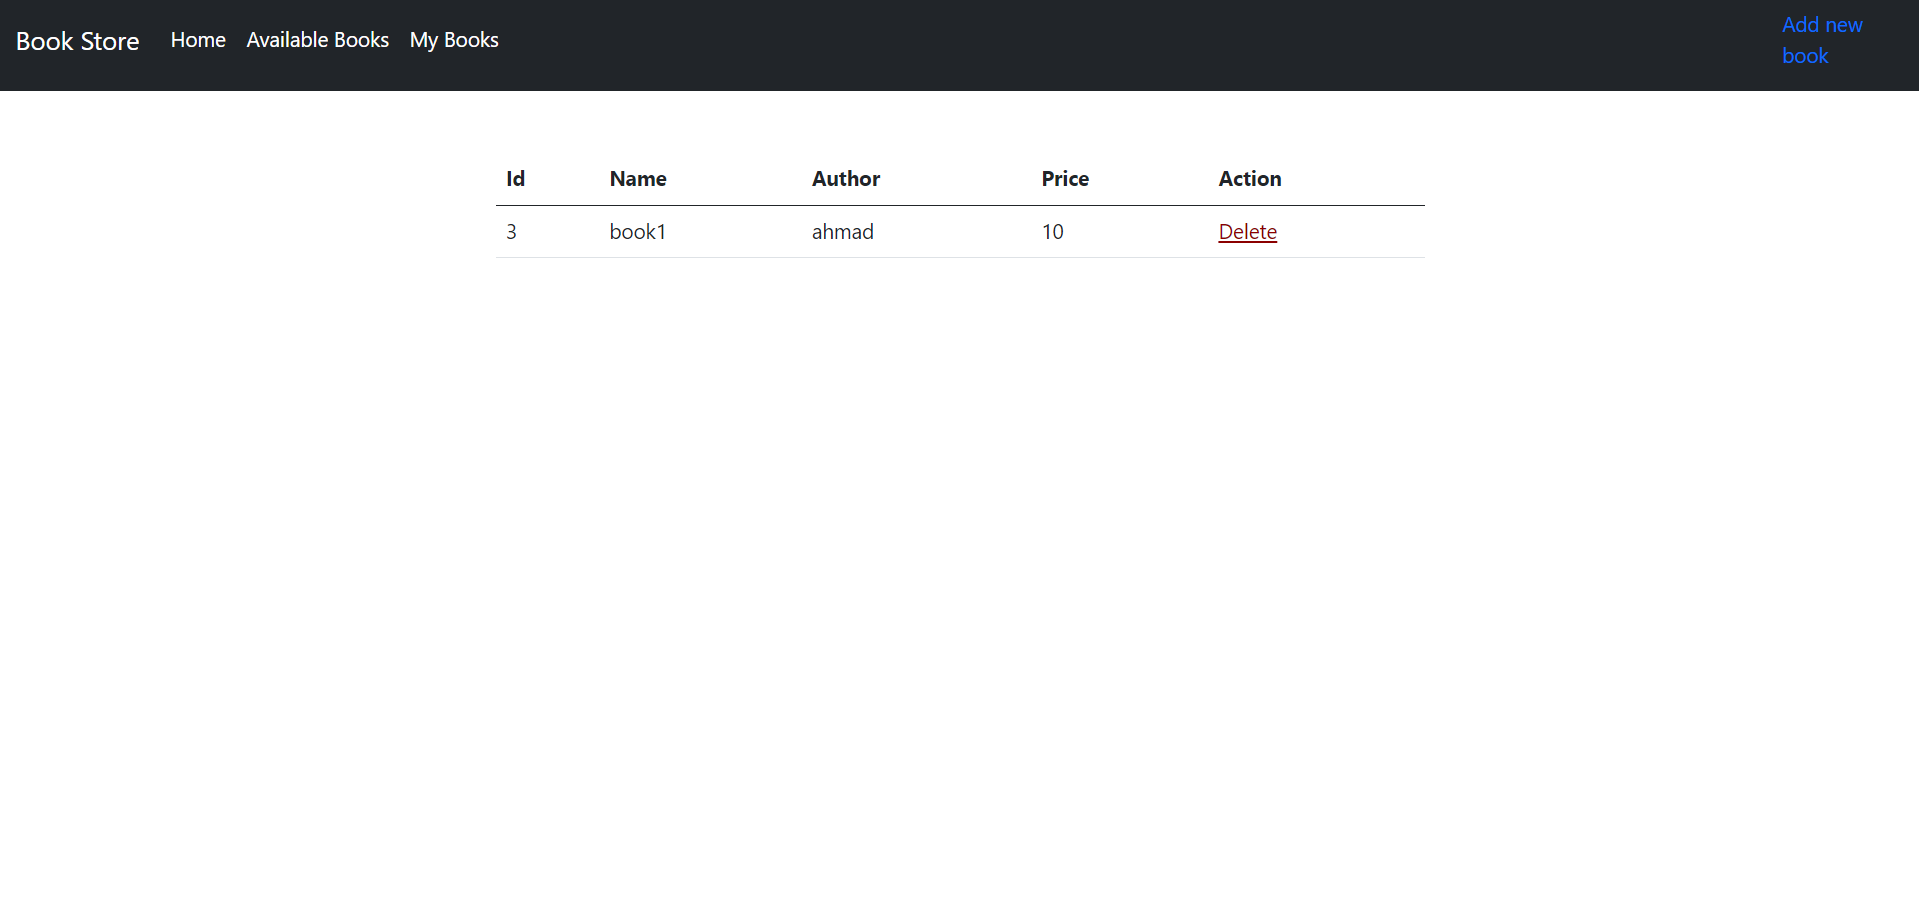 Book Store Home Available Books My Books
Add new
book
Id Name Author Price Action
3 book1 ahmad 10 Delete